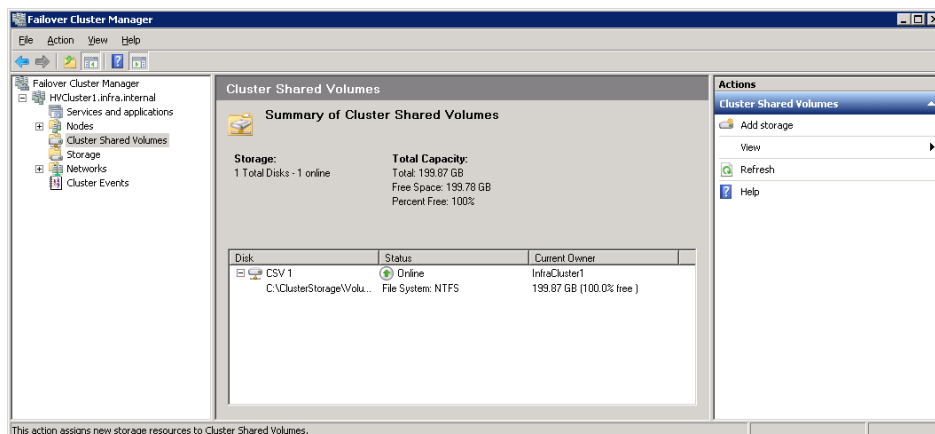 Failover Cluster Manager
File Action View Help
Failover Cluster Manager
HVCluster1.infra.internal
Services and applications
Nodes
Cluster Shared Volumes
Storage
Networks
Cluster Events
Cluster Shared Volumes
Summary of Cluster Shared Volumes
Storage: Total Capacity:
1 Total Disks - 1 online Total: 199.87 GB
Free Space: 199.78 GB
Percent Free: 100%
Disk Status Current Owner
CSV 1 Online InfraCluster1
C:\ClusterStorage\Volu... File System: NTFS 199.87 GB (100.0% free )
Actions
Cluster Shared Volumes
Add storage
View
Refresh
Help
This action assigns new storage resources to Cluster Shared Volumes.